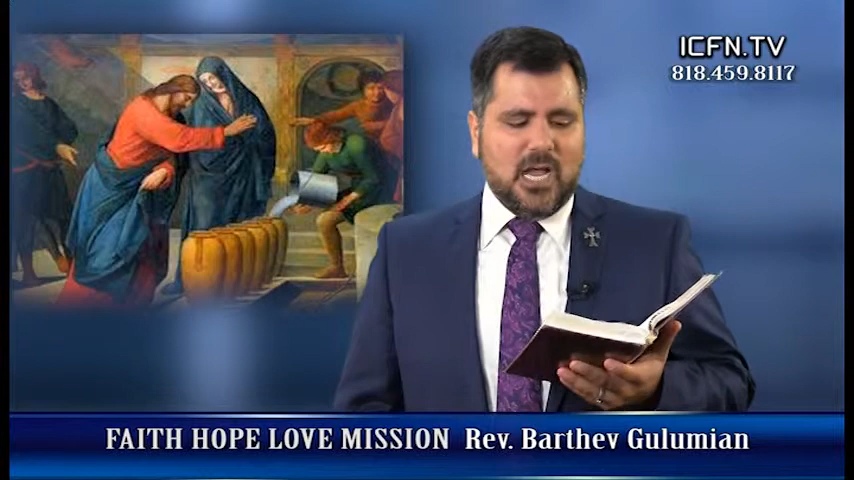 ICFN.TV
818.459.8117
FAITH HOPE LOVE MISSION Rev. Barthev Gulumian